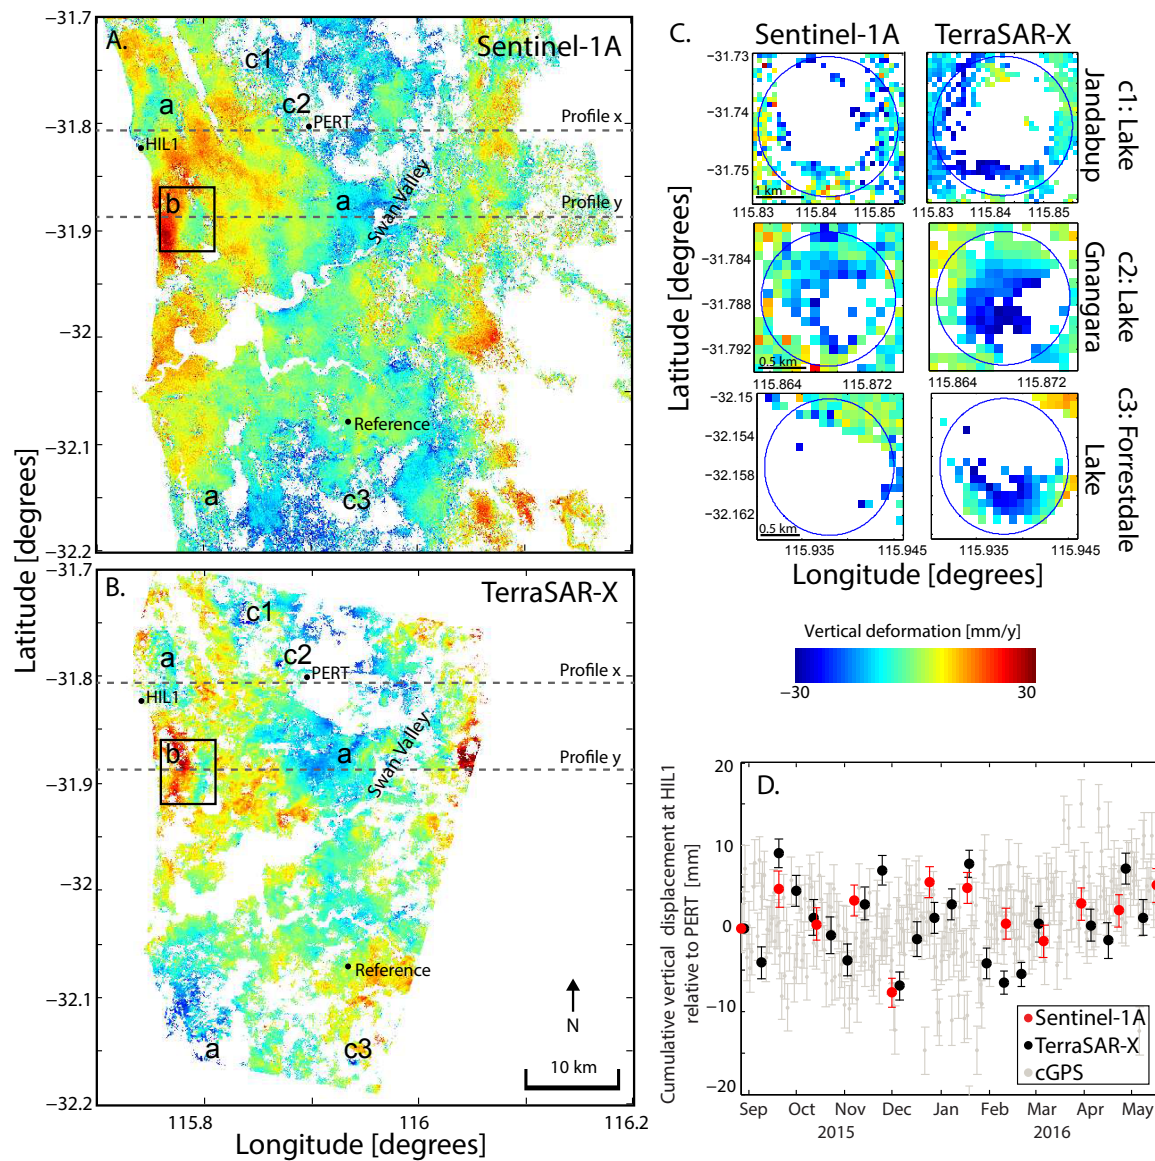 A.
Sentinel-1A
c1
a
c2
PERT
Profile x
HIL1
b
a
Profile y
Swan Valley
Reference
a
c3
−31.7
−31.8
−31.9
−32
−32.1
−32.2
Latitude [degrees]
B.
TerraSAR-X
c1
a
c2
PERT
Profile x
HIL1
b
a
Profile y
Swan Valley
Reference
a
c3
N
10 km
−31.7
−31.8
−31.9
−32
−32.1
−32.2
Latitude [degrees]
115.8
116
116.2
Longitude [degrees]
C.
Sentinel-1A
TerraSAR-X
−31.73
−31.74
−31.75
1 km
115.83
115.84
115.85
115.83
115.84
115.85
c1: Lake
Jandabup
−31.784
−31.788
−31.792
0.5 km
115.864
115.872
115.864
115.872
c2: Lake
Gnangara
−32.15
−32.154
−32.158
−32.162
0.5 km
115.935
115.945
115.935
115.945
c3: Forrestdale
Lake
Latitude [degrees]
Longitude [degrees]
Vertical deformation [mm/y]
−30
30
D.
20
10
0
−10
−20
Cumulative vertical displacement at HIL1
relative to PERT [mm]
Sentinel-1A
TerraSAR-X
cGPS
Sep
Oct
Nov
Dec
Jan
Feb
Mar
Apr
May
2015
2016